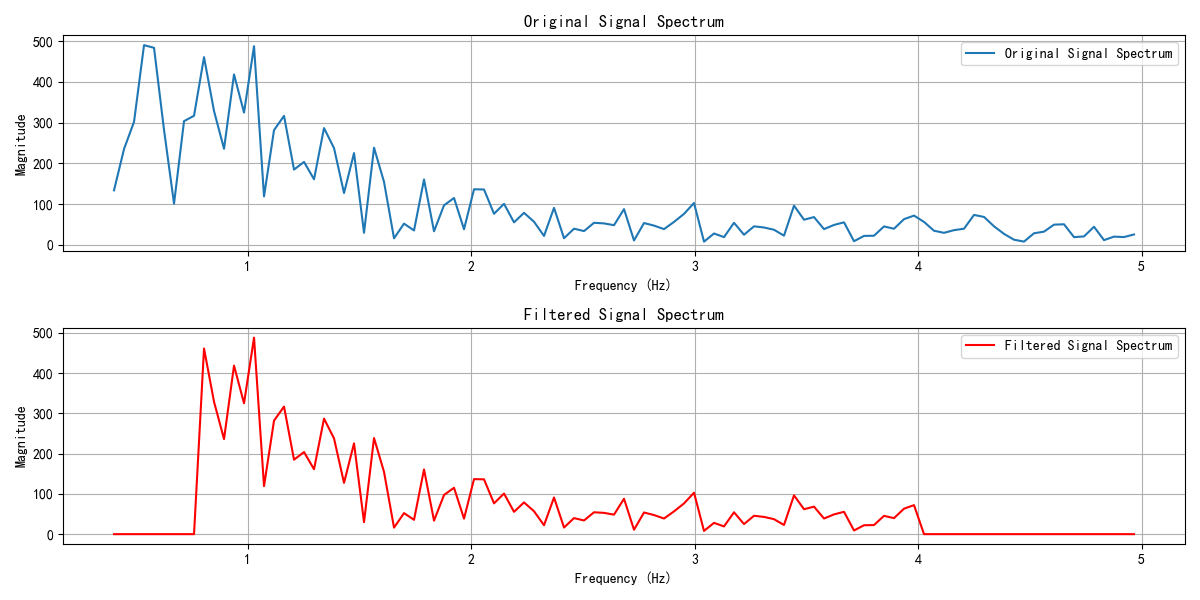 Original Signal Spectrum
500
400
300
200
100
0
Magnitude
Original Signal Spectrum
1
2
3
4
5
Frequency (Hz)
Filtered Signal Spectrum
500
400
300
200
100
0
Magnitude
Filtered Signal Spectrum
1
2
3
4
5
Frequency (Hz)